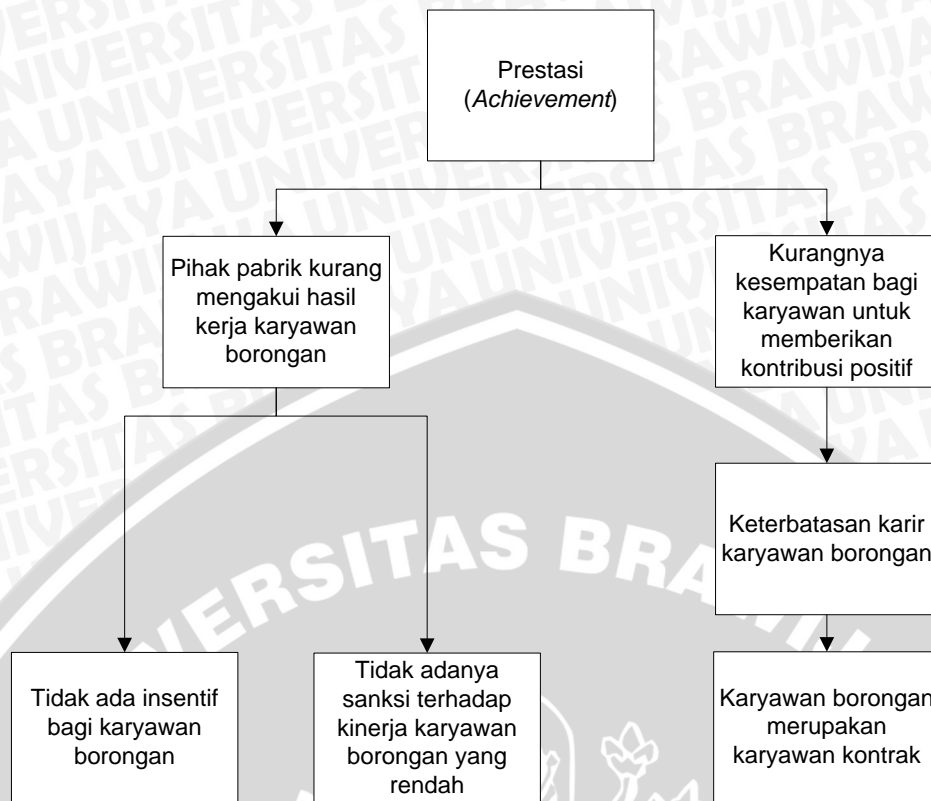 Prestasi
(Achievement)
Pihak pabrik kurang
mengakui hasil
kerja karyawan
borongan
Kurangnya
kesempatan bagi
karyawan untuk
memberikan
kontribusi positif
Keterbatasan karir
karyawan borongan
Tidak ada insentif
bagi karyawan
borongan
Tidak adanya
sanksi terhadap
kinerja karyawan
borongan yang
rendah
Karyawan borongan
merupakan
karyawan kontrak
UNIVERSITAS BRAWIJAYA